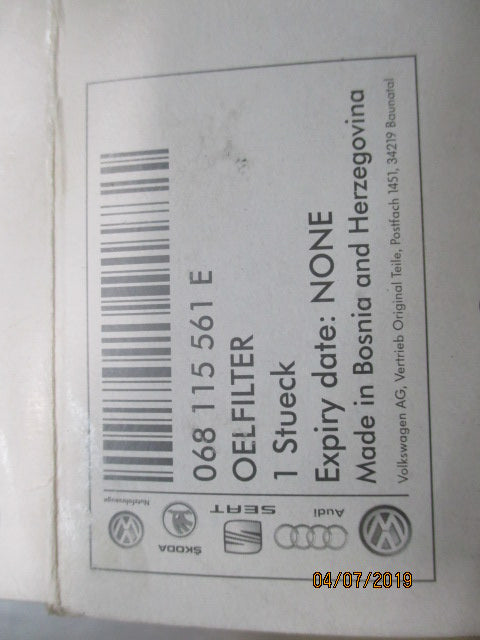 068 115 561 E
OELFILTER
1 Stueck
Expiry date: NONE
Made in Bosnia and Herzegovina
Volkswagen AG, Vertrieb Original Teile, Postfach 1451, 34219 Baunatal
Nutzfahrzeuge
ŠKODA
SEAT
Audi
04/07/2019